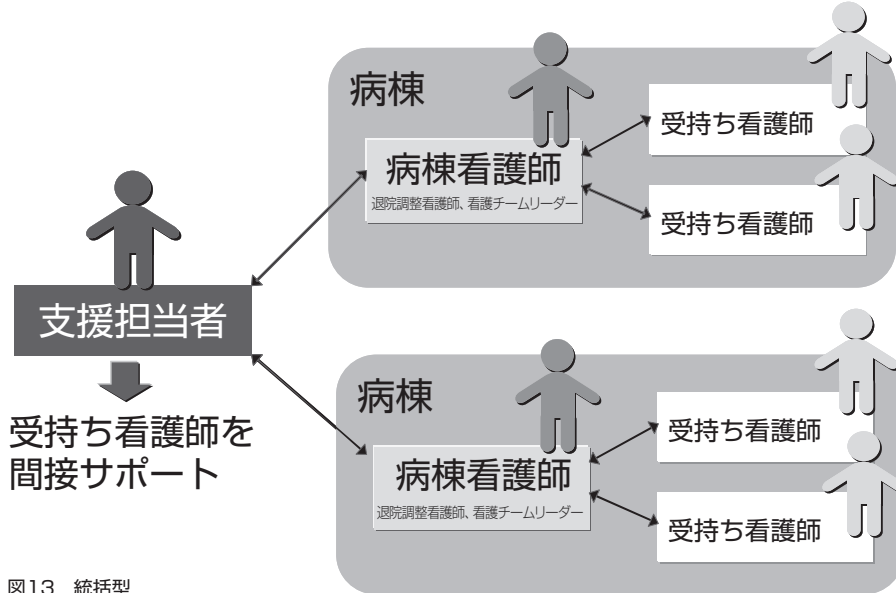 病棟
病棟看護師
退院調整看護師、看護チームリーダー
受持ち看護師
受持ち看護師
支援担当者
受持ち看護師を
間接サポート
病棟
病棟看護師
退院調整看護師、看護チームリーダー
受持ち看護師
受持ち看護師
図13 統括型